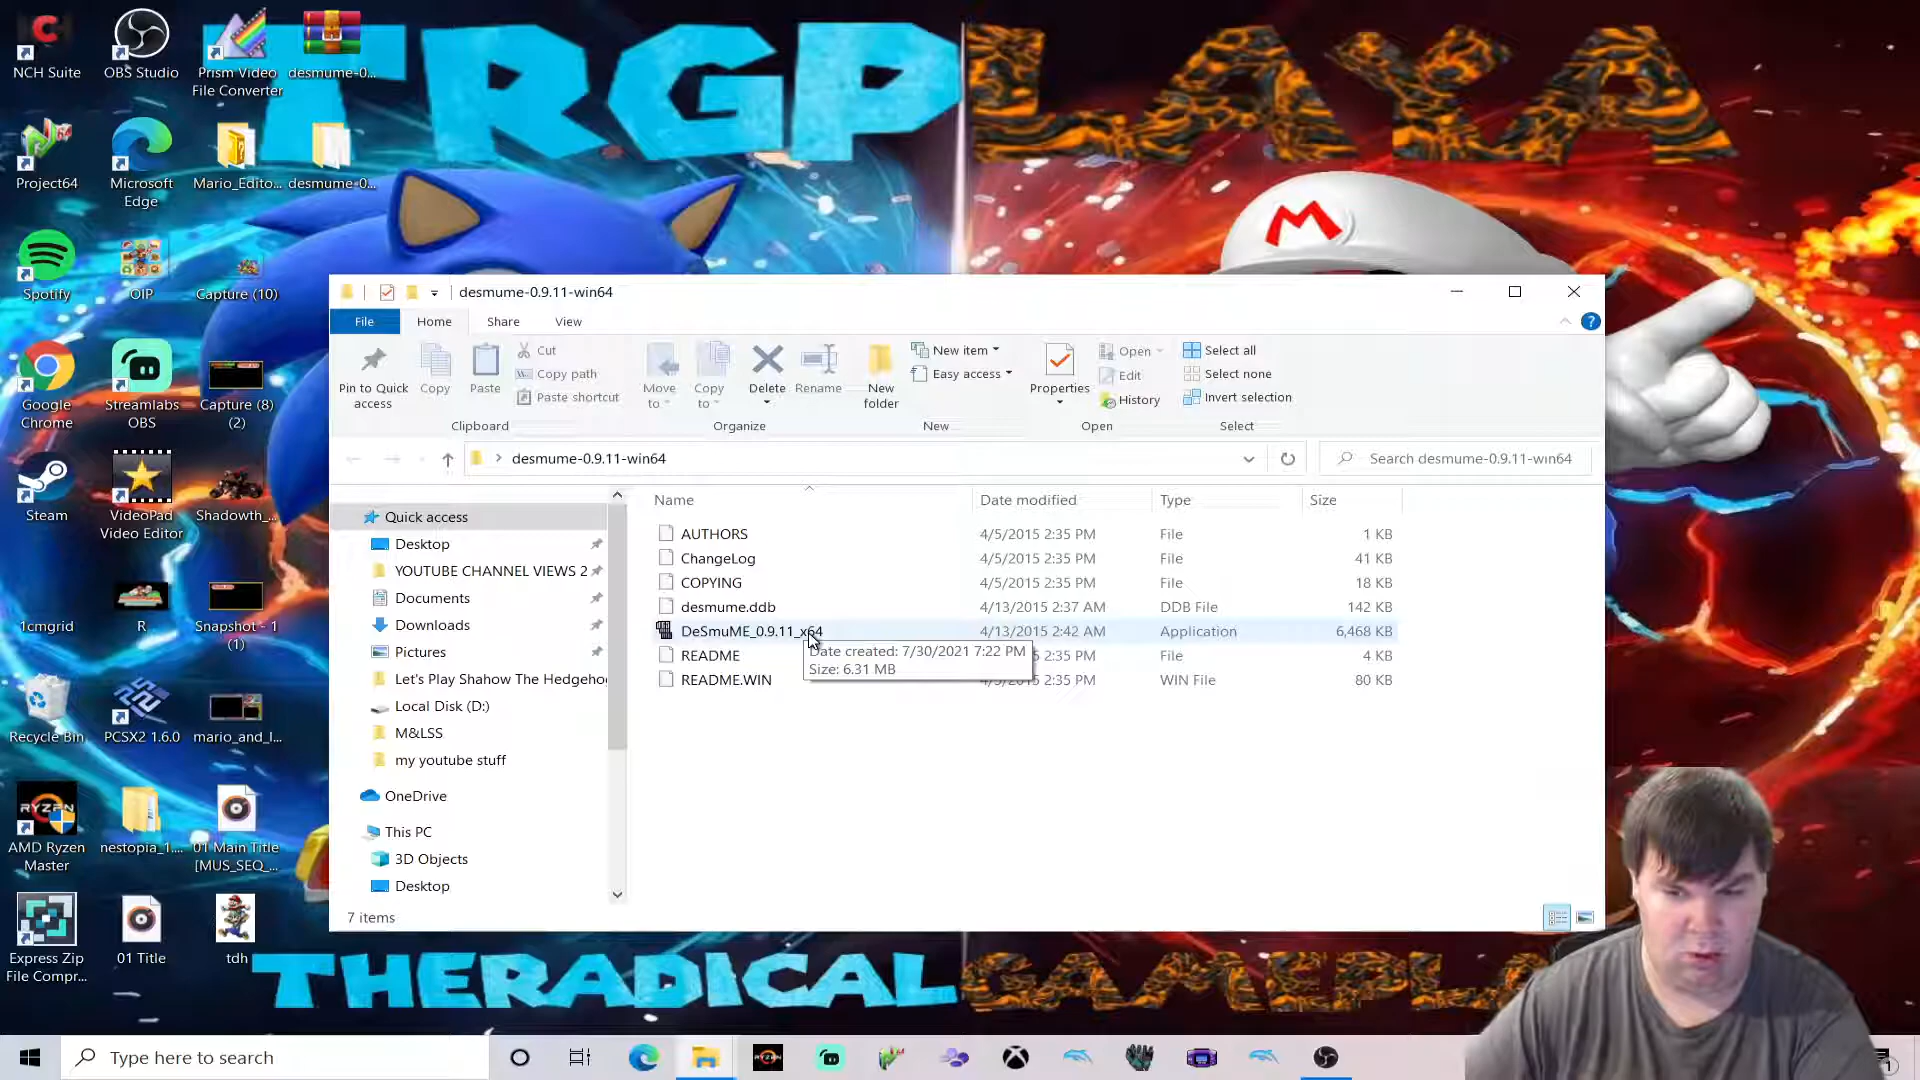 TRGPLAYA
NCH Suite
OBS Studio
Prism Video
File Converter
desmume-0...
Project64
Microsoft
Edge
Mario_Edito...
desmume-0...
Spotify
OIP
Capture (10)
Google
Chrome
Streamlabs
OBS
Capture (8)
(2)
Steam
VideoPad
Video Editor
Shadowth_...
1cmgrid
R
Snapshot - 1
(1)
Recycle Bin
PCSX2 1.6.0
mario_and_l...
RYZEN
AMD Ryzen
Master
nestopia_1....
01 Main Title
[MUS_SEQ_...
Express Zip
File Compr...
01 Title
tdh
desmume-0.9.11-win64
File
Home
Share
View
Pin to Quick
access
Copy
Paste
Cut
Copy path
Paste shortcut
Clipboard
Move
to
Copy
to
Delete
Rename
Organize
New
folder
New item
Easy access
New
Properties
Open
Edit
History
Open
Select all
Select none
Invert selection
Select
desmume-0.9.11-win64
Search desmume-0.9.11-win64
Quick access
Desktop
YOUTUBE CHANNEL VIEWS 2
Documents
Downloads
Pictures
Let's Play Shahow The Hedgehog
Local Disk (D:)
M&LSS
my youtube stuff
OneDrive
This PC
3D Objects
Desktop
Name Date modified Type Size
AUTHORS 4/5/2015 2:35 PM File 1 KB
ChangeLog 4/5/2015 2:35 PM File 41 KB
COPYING 4/5/2015 2:35 PM File 18 KB
desmume.ddb 4/13/2015 2:37 AM DDB File 142 KB
DeSmuME_0.9.11_x64 4/13/2015 2:42 AM Application 6,468 KB
README 2:35 PM File 4 KB
README.WIN 2:35 PM WIN File 80 KB
Date created: 7/30/2021 7:22 PM
Size: 6.31 MB
7 items
THERADICALGAMEPLA
Type here to search